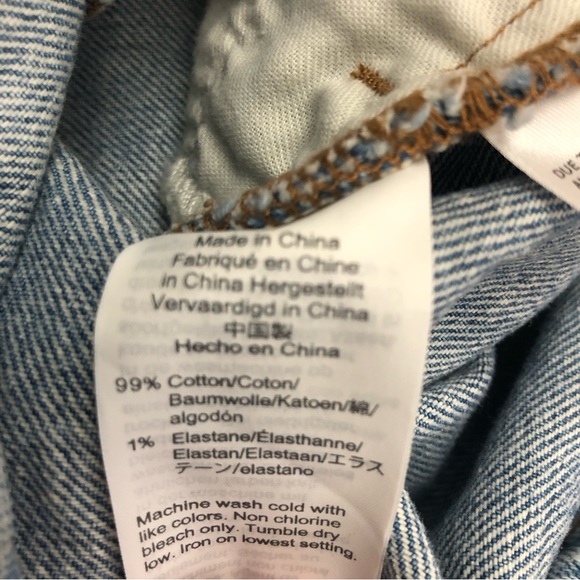 Made in China
Fabriqué en Chine
in China Hergestellt
Vervaardigd in China
中国製
Hecho en China
99% Cotton/Coton/
Baumwolle/Katoen/綿/
algodón
1% Elastane/Élasthanne/
Elastan/Elastaan/エラス
テーン/elastano
Machine wash cold with
like colors. Non chlorine
bleach only. Tumble dry
low. Iron on lowest setting.
DUE